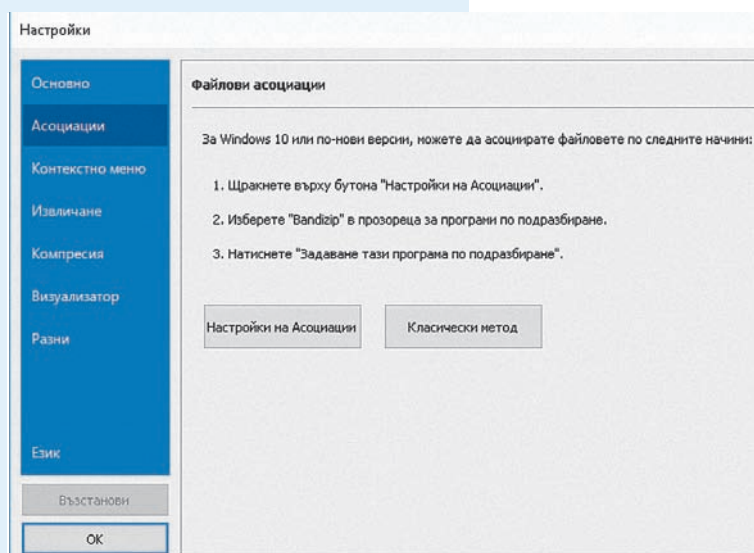 Настройки
Основно
Асоциации
Контекстно меню
Извличане
Компресия
Визуализатор
Разни
Език
Възстанови
OK
Файлови асоциации
За Windows 10 или по-нови версии, можете да асоциирате файловете по следните начини:
1. Щракнете върху бутона "Настройки на Асоциации".
2. Изберете "Bandizip" в прозореца за програми по подразбиране.
3. Натиснете "Задаване тази програма по подразбиране".
Настройки на Асоциации
Класически метод